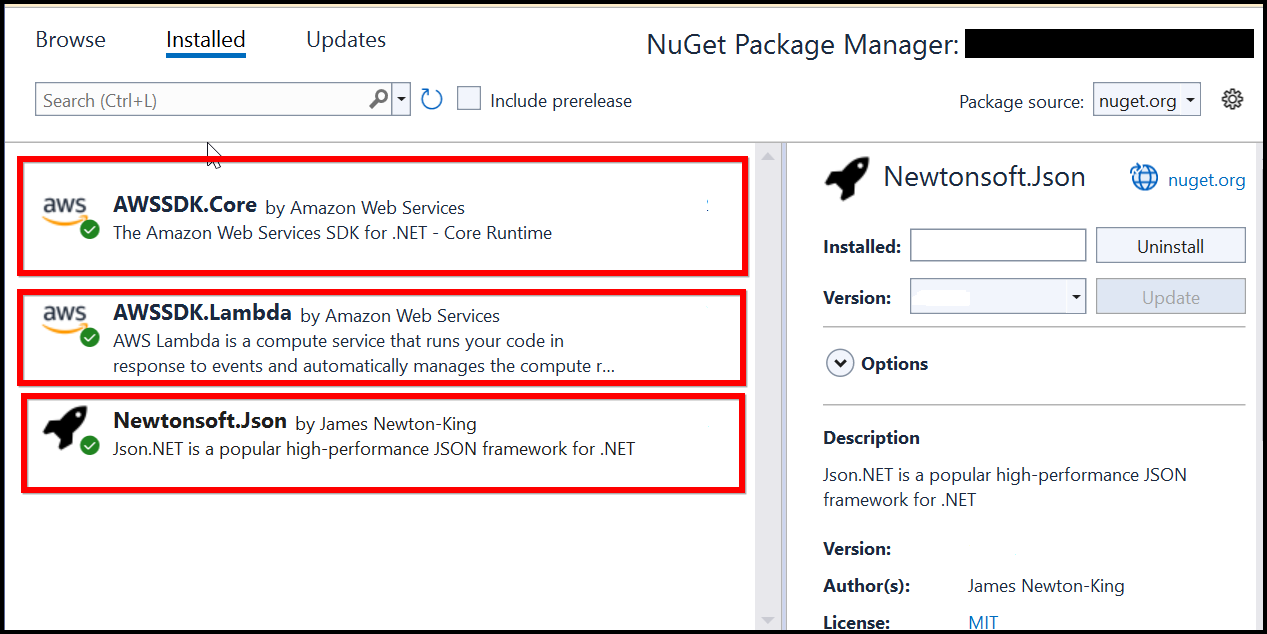 Browse Installed Updates
NuGet Package Manager:
Search (Ctrl+L) Include prerelease Package source: nuget.org
aws AWSSDK.Core by Amazon Web Services
The Amazon Web Services SDK for .NET - Core Runtime
aws AWSSDK.Lambda by Amazon Web Services
AWS Lambda is a compute service that runs your code in
response to events and automatically manages the compute r...
Newtonsoft.Json by James Newton-King
Json.NET is a popular high-performance JSON framework for .NET
Newtonsoft.Json nuget.org
Installed: Uninstall
Version: Update
Options
Description
Json.NET is a popular high-performance JSON
framework for .NET
Version:
Author(s): James Newton-King
License: MIT